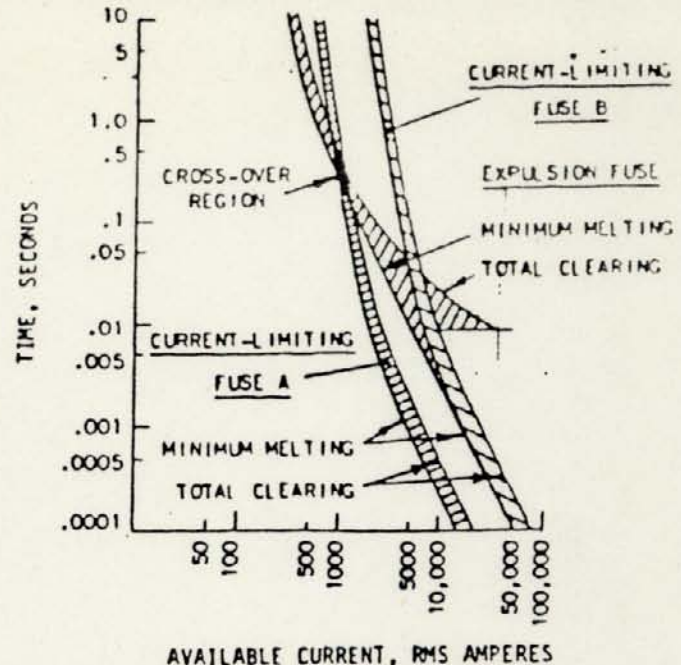 10
5
1.0
.5
.1
.05
.01
.005
.001
.0005
.0001
TIME, SECONDS
CURRENT-LIMITING
FUSE B
CROSS-OVER
REGION
EXPULSION FUSE
MINIMUM MELTING
TOTAL CLEARING
CURRENT-LIMITING
FUSE A
MINIMUM MELTING
TOTAL CLEARING
50
100
500
1000
5000
10,000
50,000
100,000
AVAILABLE CURRENT, RMS AMPERES